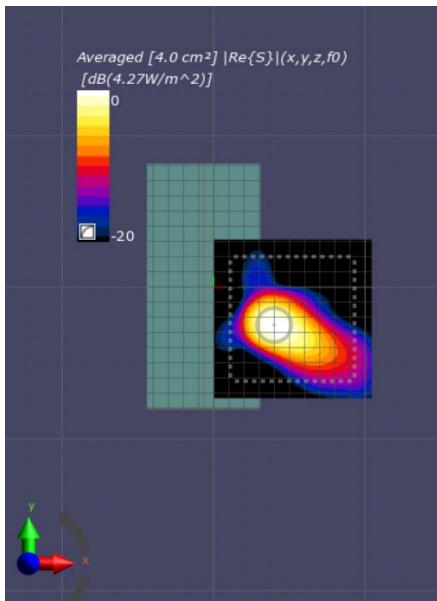 Averaged [4.0 cm²] |Re{S}|(x,y,z,f0)
[dB(4.27W/m^2)]
0
-20
y
x